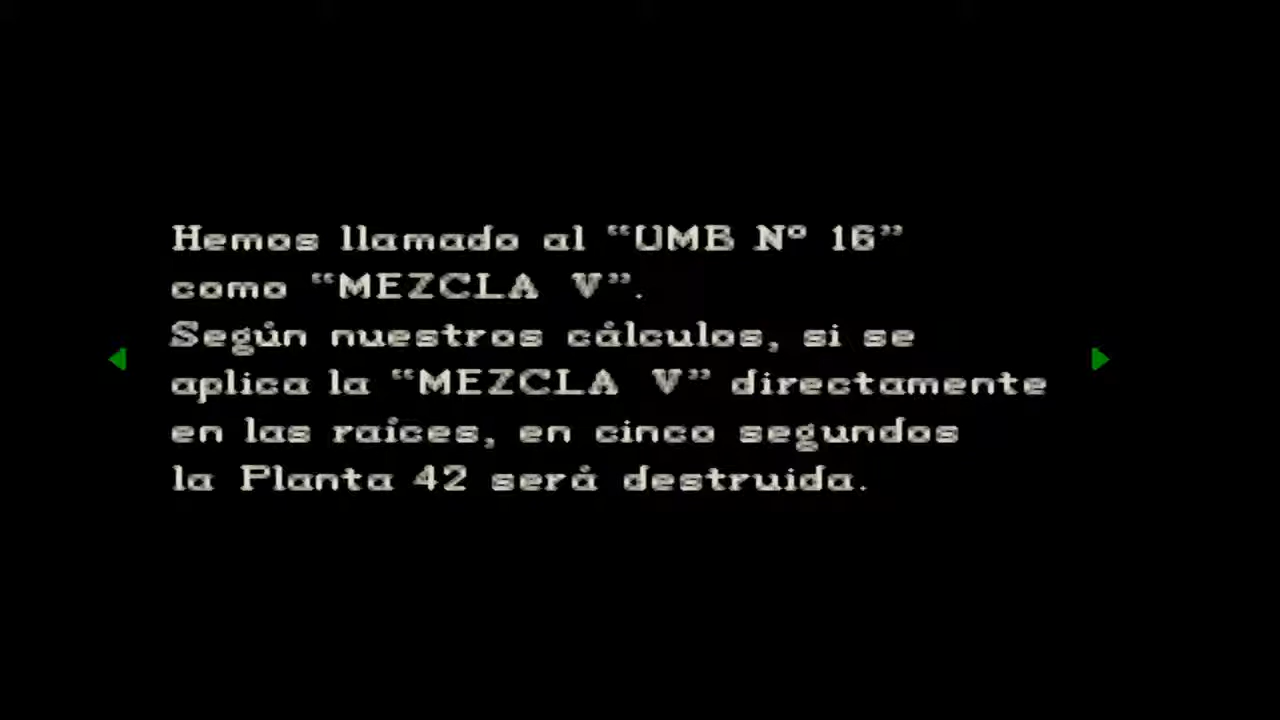 Hemos llamado al “UMB Nº 16”
como “MEZCLA V”.
Según nuestros cálculos, si se
aplica la “MEZCLA V” directamente
en las raíces, en cinco segundos
la Planta 42 será destruida.